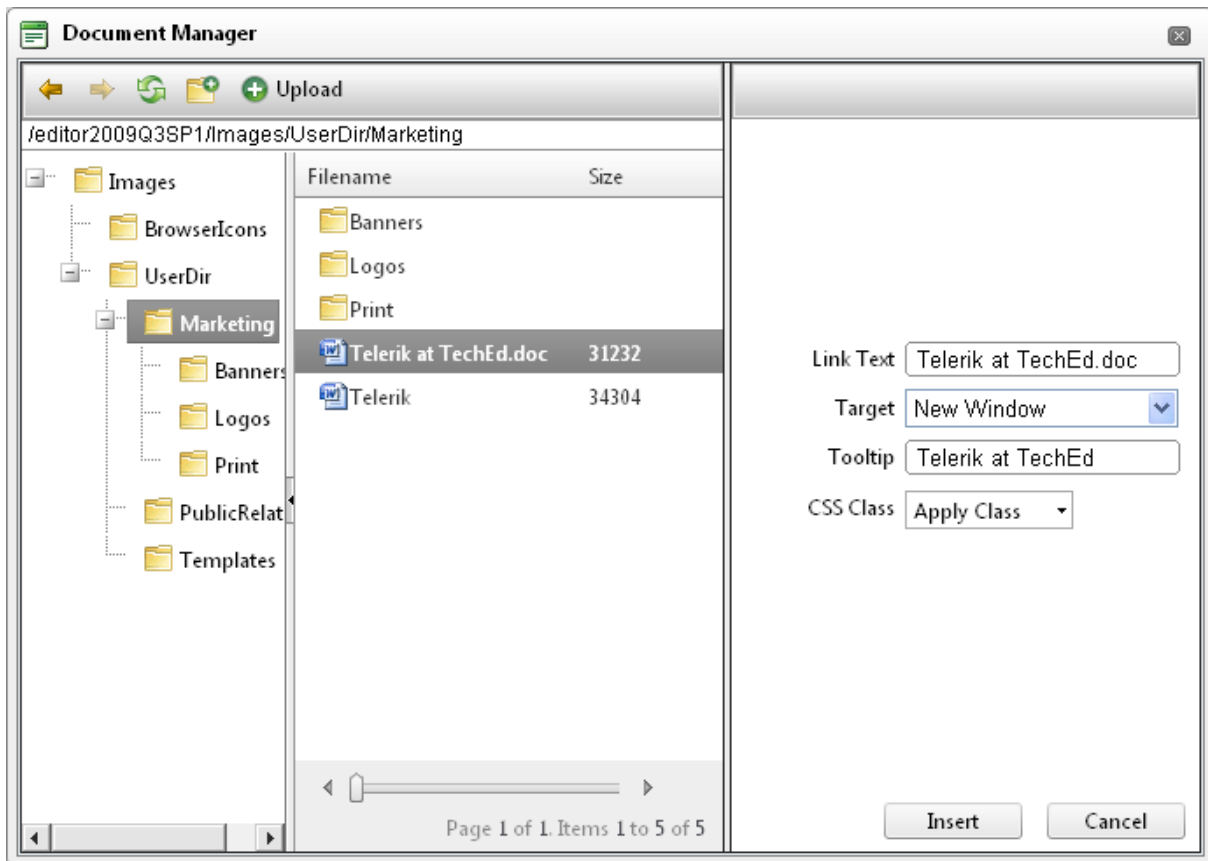 Document Manager
Upload
/editor2009Q3SP1/Images/UserDir/Marketing
Images
BrowserIcons
UserDir
Marketing
Banners
Logos
Print
PublicRelat
Templates
Filename Size
Banners
Logos
Print
Telerik at TechEd.doc 31232
Telerik 34304
Page 1 of 1. Items 1 to 5 of 5
Link Text Telerik at TechEd.doc
Target New Window
Tooltip Telerik at TechEd
CSS Class Apply Class
Insert Cancel